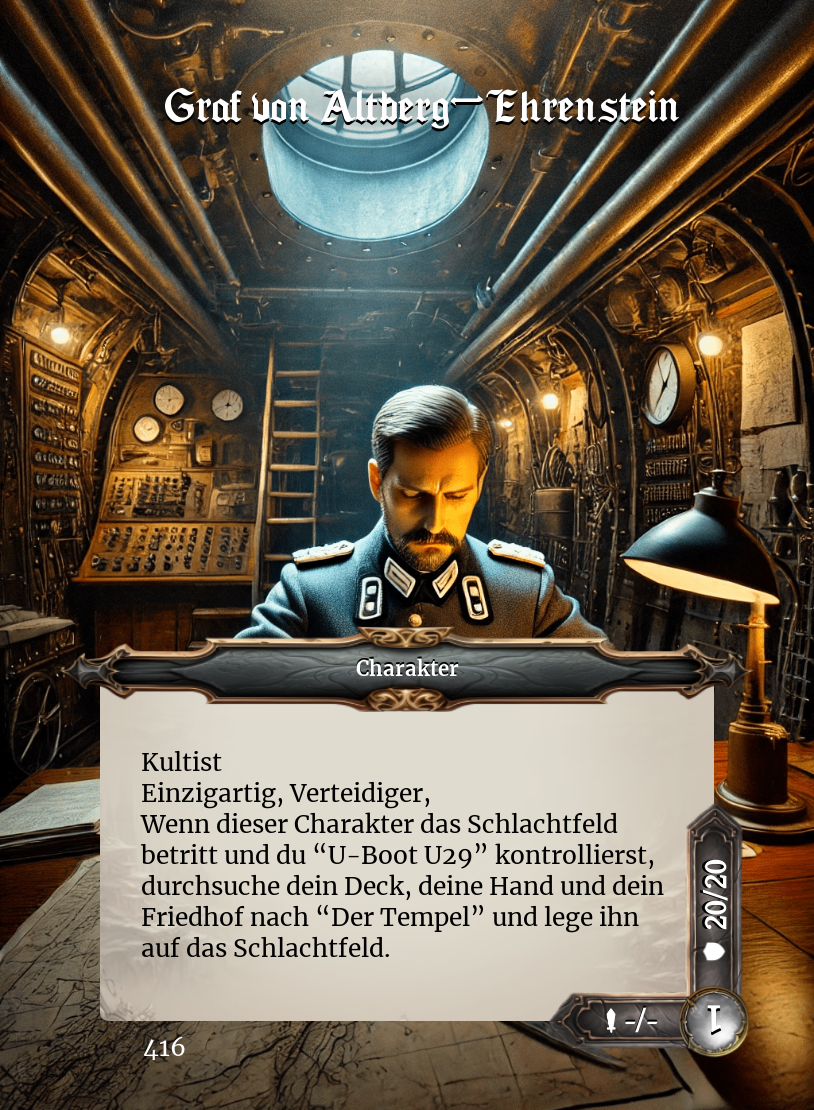 Graf von Altberg-Ehrenstein
Charakter
Kultist
Einzigartig, Verteidiger,
Wenn dieser Charakter das Schlachtfeld
betritt und du “U-Boot U29” kontrollierst,
durchsuche dein Deck, deine Hand und dein
Friedhof nach “Der Tempel” und lege ihn
auf das Schlachtfeld.
20/20
-/-
1
416